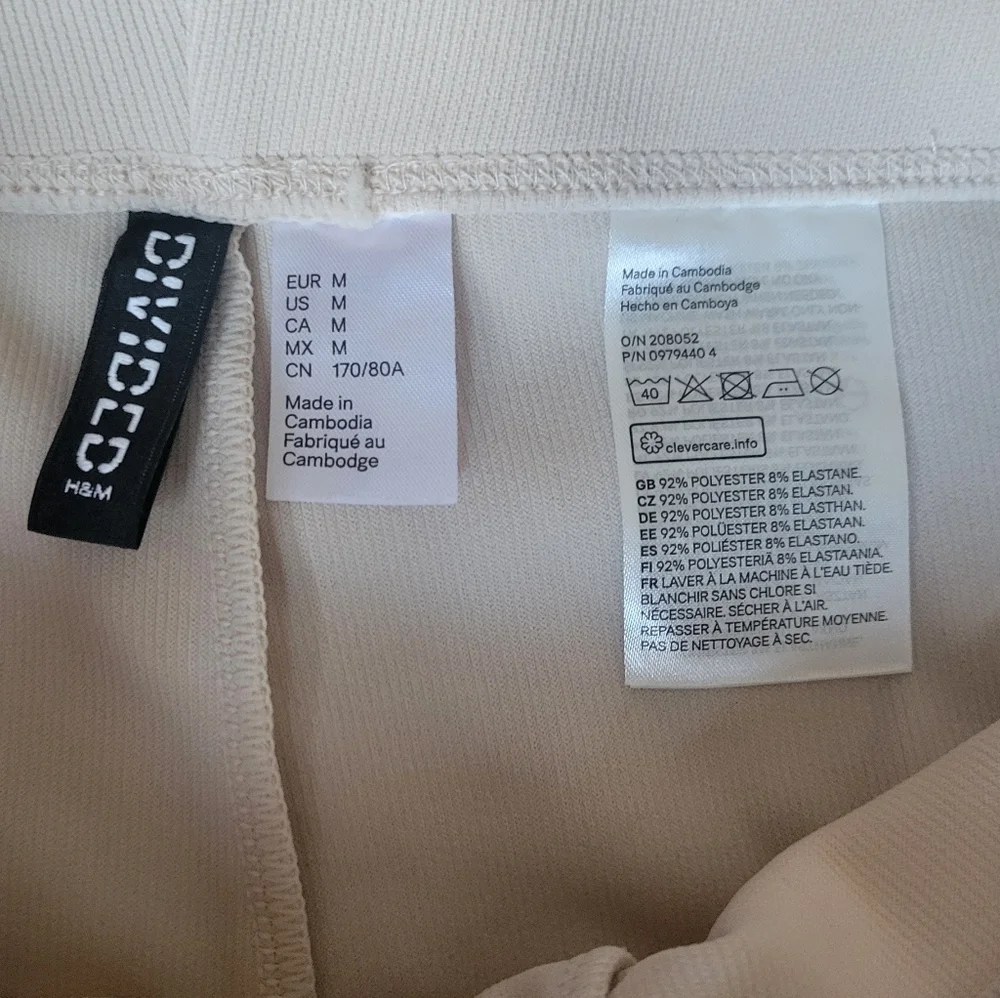 DIVIDED
H&M
EUR M
US M
CA M
MX M
CN 170/80A
Made in
Cambodia
Fabriqué au
Cambodge
Made in Cambodia
Fabriqué au Cambodge
Hecho en Camboya
O/N 208052
P/N 0979440 4
40
clevercare.info
GB 92% POLYESTER 8% ELASTANE.
CZ 92% POLYESTER 8% ELASTAN.
DE 92% POLYESTER 8% ELASTHAN.
EE 92% POLÜESTER 8% ELASTAAN.
ES 92% POLIÉSTER 8% ELASTANO.
FI 92% POLYESTERIÄ 8% ELASTAANIA.
FR LAVER À LA MACHINE À L'EAU TIÈDE.
BLANCHIR SANS CHLORE SI
NÉCESSAIRE. SÉCHER À L'AIR.
REPASSER À TEMPÉRATURE MOYENNE.
PAS DE NETTOYAGE À SEC.